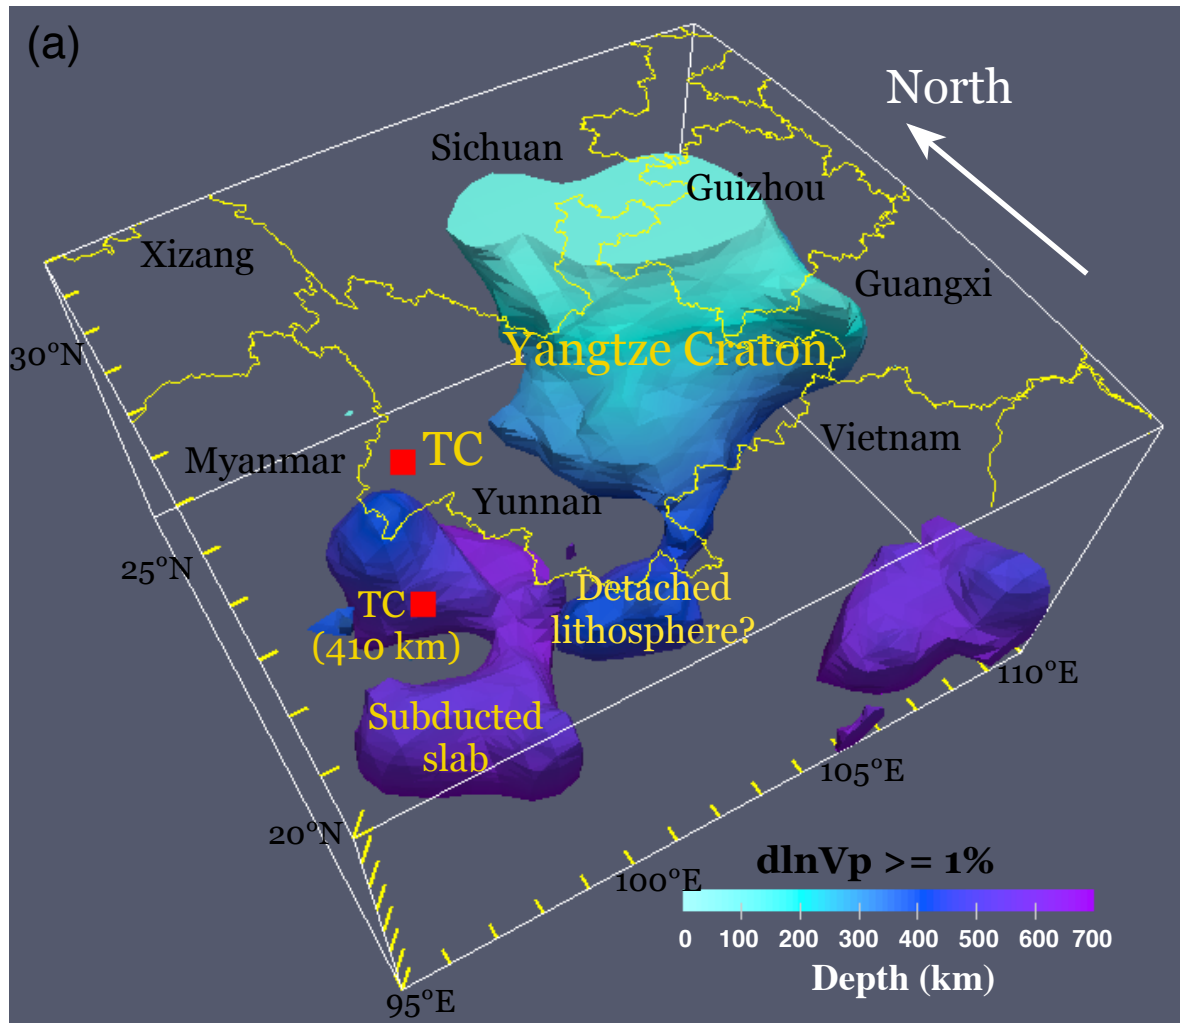 (a)
North
Sichuan
Guizhou
Xizang
Guangxi
30°N
Yangtze Craton
TC
Vietnam
Myanmar
Yunnan
25°N
Detached
lithosphere?
TC
(410 km)
110°E
Subducted
slab
105°E
20°N
dlnVp >= 1%
100°E
0 100 200 300 400 500 600 700
Depth (km)
95°E